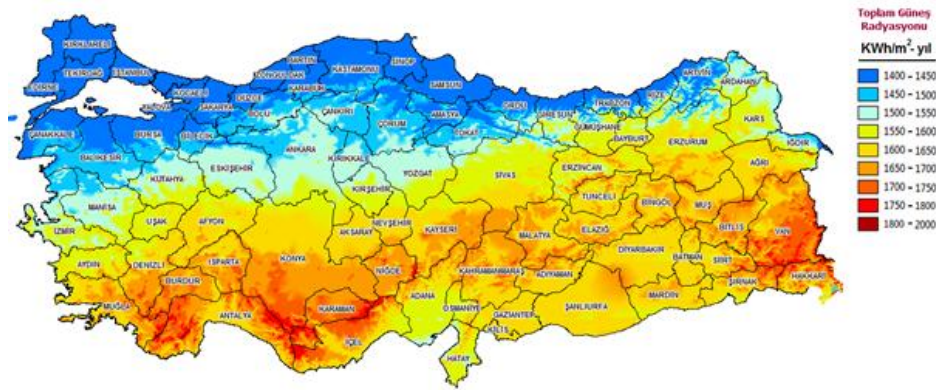 Toplam Güneş
Radyasyonu
KWh/m²- yıl
1400 - 1450
1450 - 1500
1500 - 1550
1550 - 1600
1600 - 1650
1650 - 1700
1700 - 1750
1750 - 1800
1800 - 2000
KIRKLARELİ
TEKİRDAĞ
İSTANBUL
EDİRNE
YALOVA
KOCAELİ
SAKARYA
DÜZCE
BOLU
ZONGULDAK
BARTIN
KARABÜK
KASTAMONU
SİNOP
SAMSUN
ÇANKIRI
ÇORUM
AMASYA
TOKAT
ORDU
GİRESUN
TRABZON
RİZE
ARTVİN
ARDAHAN
GÜMÜŞHANE
BAYBURT
KARS
IĞDIR
ÇANAKKALE
BALIKESİR
BURSA
BİLECİK
ESKİŞEHİR
KÜTAHYA
ANKARA
KIRIKKALE
KIRŞEHİR
YOZGAT
SİVAS
ERZİNCAN
ERZURUM
AĞRI
TUNCELİ
BİNGÖL
MUŞ
MANİSA
İZMİR
UŞAK
AFYON
NEVŞEHİR
AKSARAY
KAYSERİ
MALATYA
ELAZIĞ
BİTLİS
VAN
AYDIN
DENİZLİ
ISPARTA
BURDUR
KONYA
NİĞDE
KAHRAMANMARAŞ
ADIYAMAN
DİYARBAKIR
BATMAN
SİİRT
ŞIRNAK
HAKKARİ
MUĞLA
ANTALYA
KARAMAN
ADANA
OSMANİYE
GAZİANTEP
ŞANLIURFA
MARDİN
İÇEL
KİLİS
HATAY